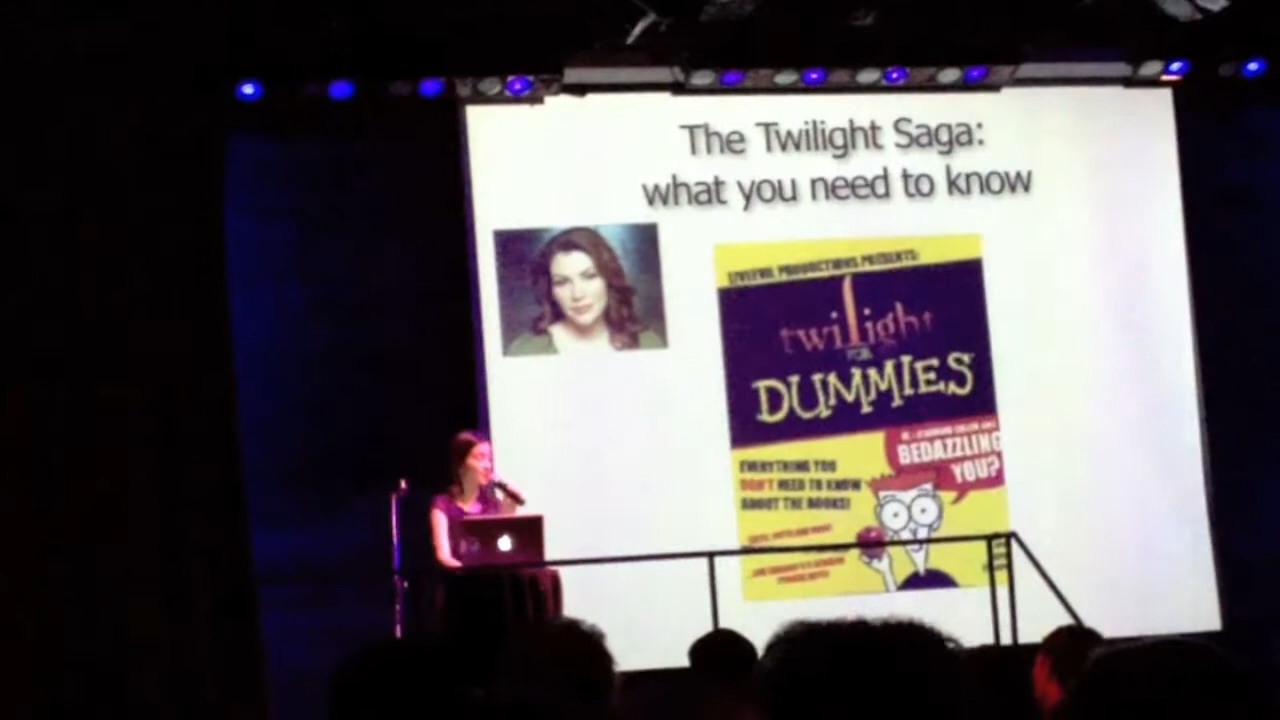 The Twilight Saga:
what you need to know
PRODUCTIONS PRESENTS:
twilight
FOR
DUMMIES
BEDAZZLING
YOU?
EVERYTHING YOU
DON'T NEED TO KNOW
ABOUT THE BOOKS!